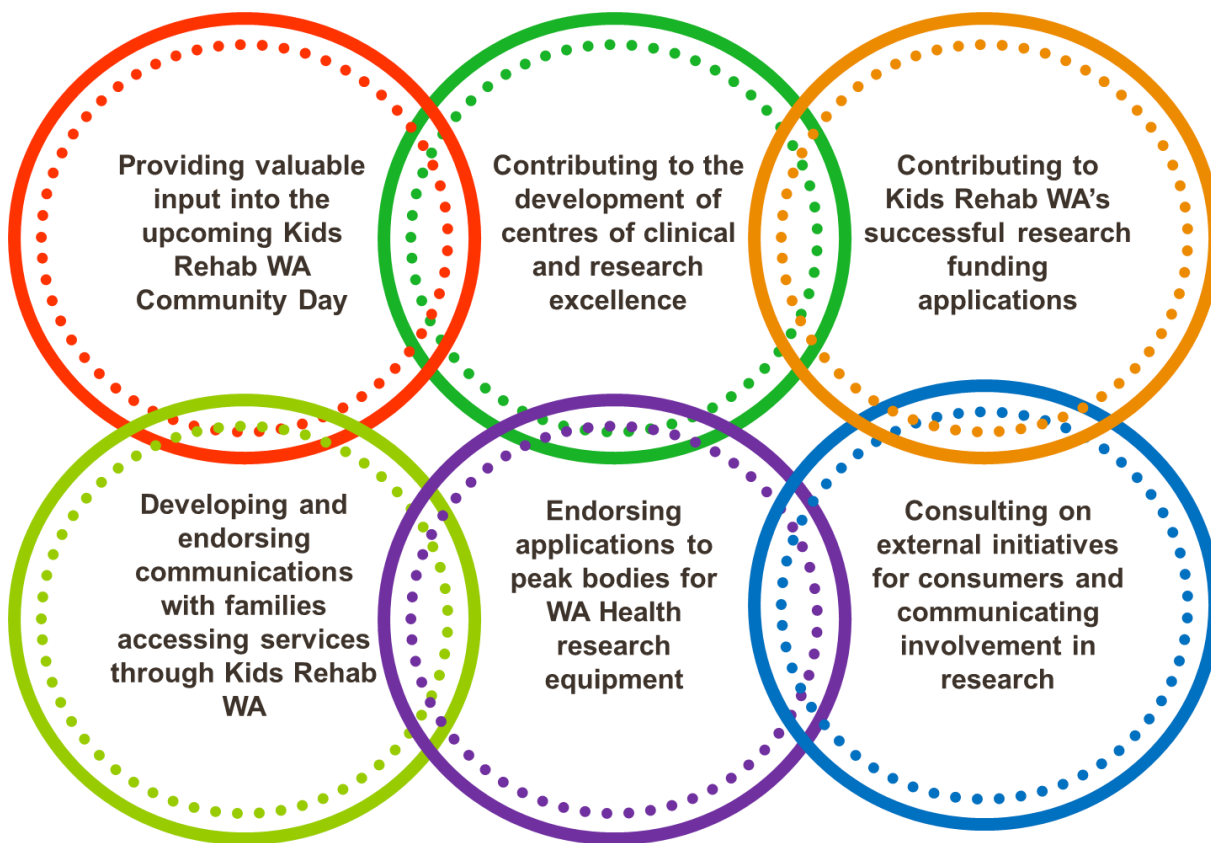 Providing valuable
input into the
upcoming Kids
Rehab WA
Community Day
Contributing to the
development of
centres of clinical
and research
excellence
Contributing to
Kids Rehab WA’s
successful research
funding
applications
Developing and
endorsing
communications
with families
accessing services
through Kids Rehab
WA
Endorsing
applications to
peak bodies for
WA Health
research
equipment
Consulting on
external initiatives
for consumers and
communicating
involvement in
research